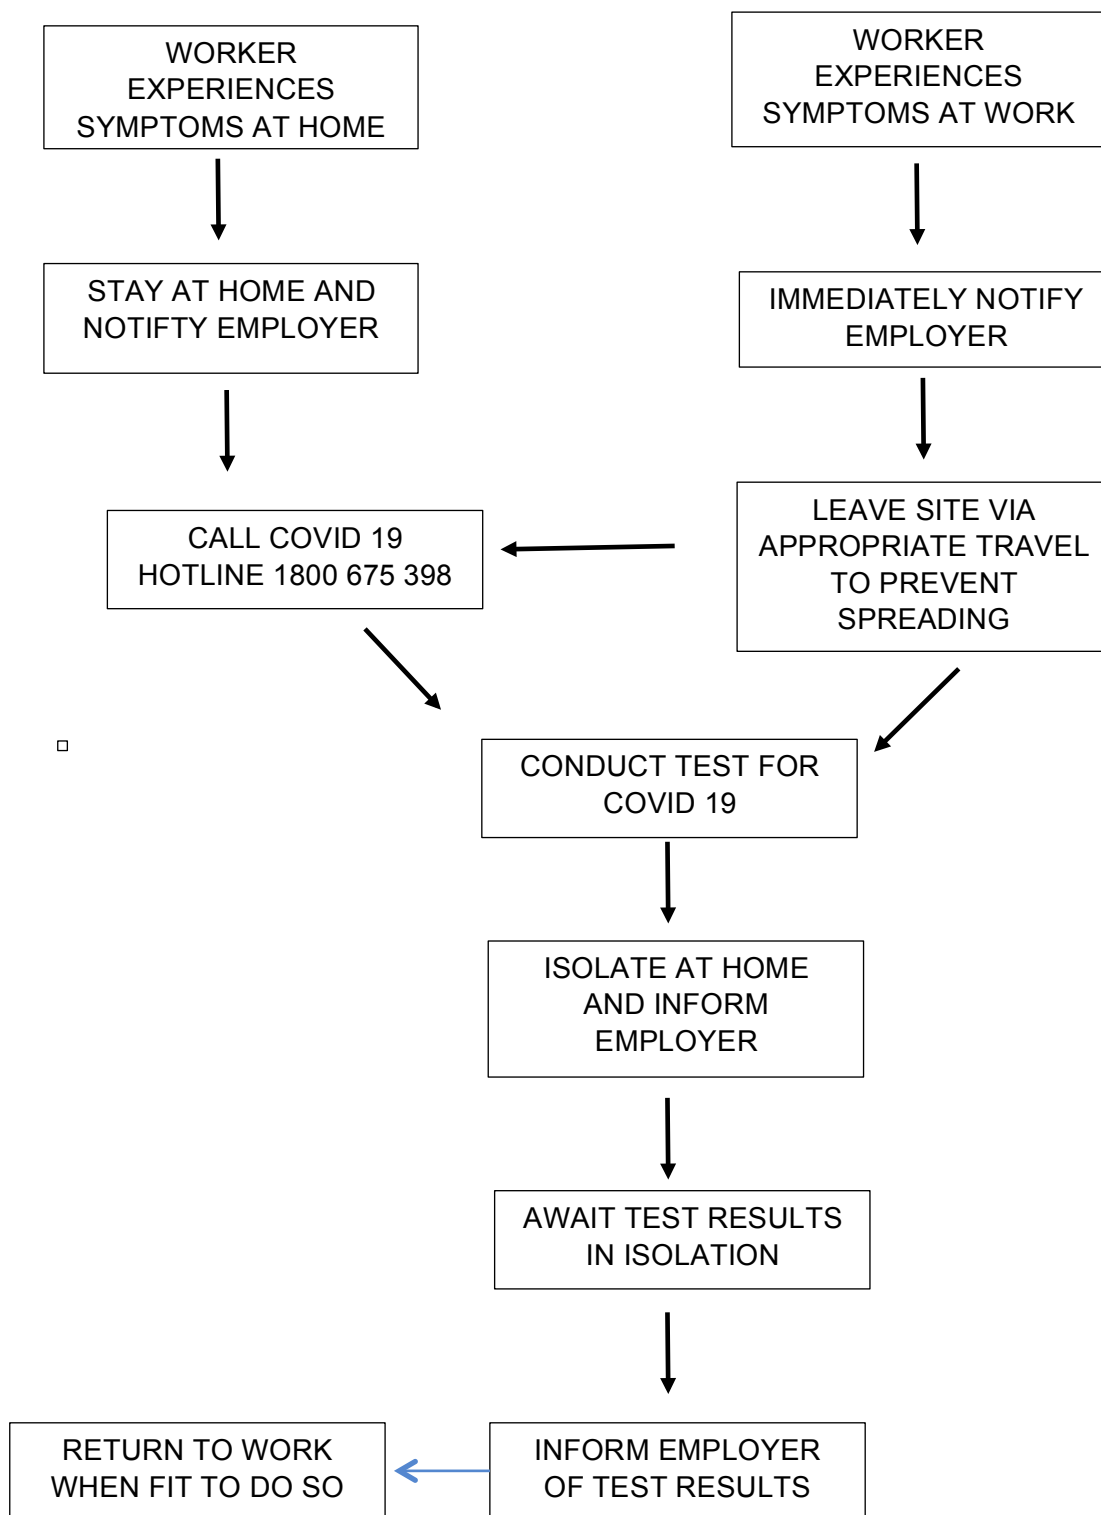 WORKER
EXPERIENCES
SYMPTOMS AT HOME
WORKER
EXPERIENCES
SYMPTOMS AT WORK
STAY AT HOME AND
NOTIFTY EMPLOYER
IMMEDIATELY NOTIFY
EMPLOYER
CALL COVID 19
HOTLINE 1800 675 398
LEAVE SITE VIA
APPROPRIATE TRAVEL
TO PREVENT
SPREADING
CONDUCT TEST FOR
COVID 19
ISOLATE AT HOME
AND INFORM
EMPLOYER
AWAIT TEST RESULTS
IN ISOLATION
RETURN TO WORK
WHEN FIT TO DO SO
INFORM EMPLOYER
OF TEST RESULTS